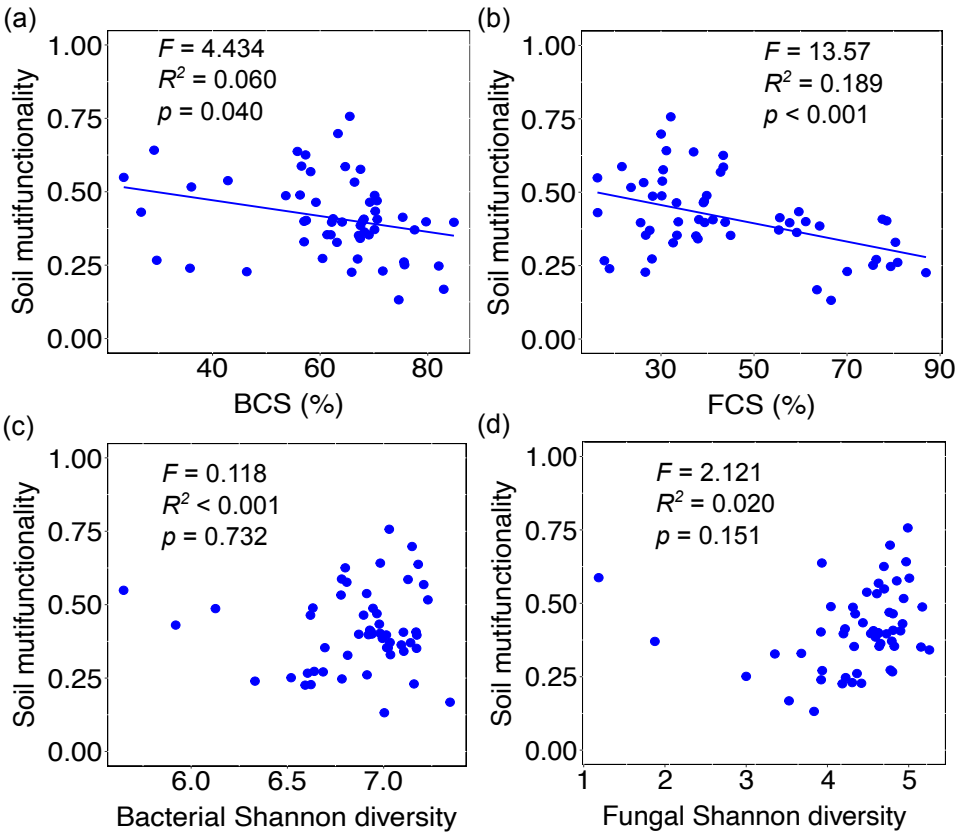 (a)
F = 4.434
R² = 0.060
p = 0.040
Soil mutifunctionality
1.00
0.75
0.50
0.25
0.00
40
60
80
BCS (%)
(b)
F = 13.57
R² = 0.189
p < 0.001
Soil mutifunctionality
1.00
0.75
0.50
0.25
0.00
30
50
70
90
FCS (%)
(c)
F = 0.118
R² < 0.001
p = 0.732
Soil mutifunctionality
1.00
0.75
0.50
0.25
0.00
6.0
6.5
7.0
Bacterial Shannon diversity
(d)
F = 2.121
R² = 0.020
p = 0.151
Soil mutifunctionality
1.00
0.75
0.50
0.25
0.00
1
2
3
4
5
Fungal Shannon diversity